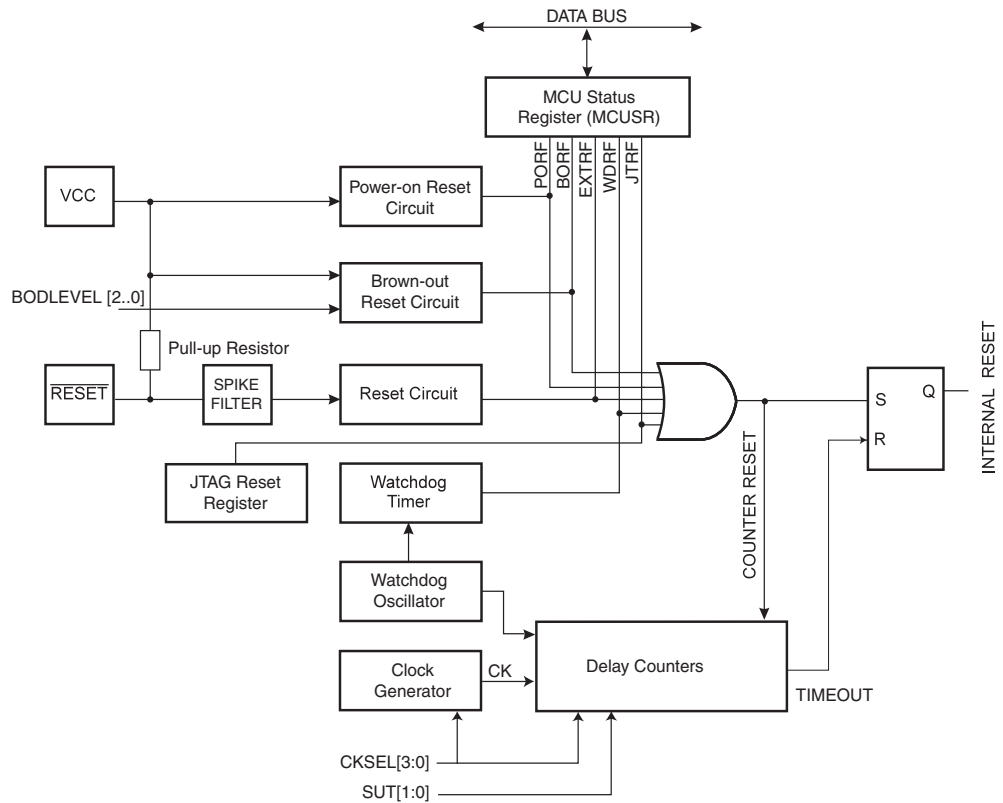 DATA BUS
MCU Status
Register (MCUSR)
PORF
BORF
EXTRF
WDRF
JTRF
VCC
Power-on Reset
Circuit
Brown-out
Reset Circuit
BODLEVEL [2..0]
Pull-up Resistor
RESET
SPIKE
FILTER
Reset Circuit
S
Q
R
INTERNAL RESET
JTAG Reset
Register
Watchdog
Timer
COUNTER RESET
Watchdog
Oscillator
Clock
Generator
CK
Delay Counters
TIMEOUT
CKSEL[3:0]
SUT[1:0]